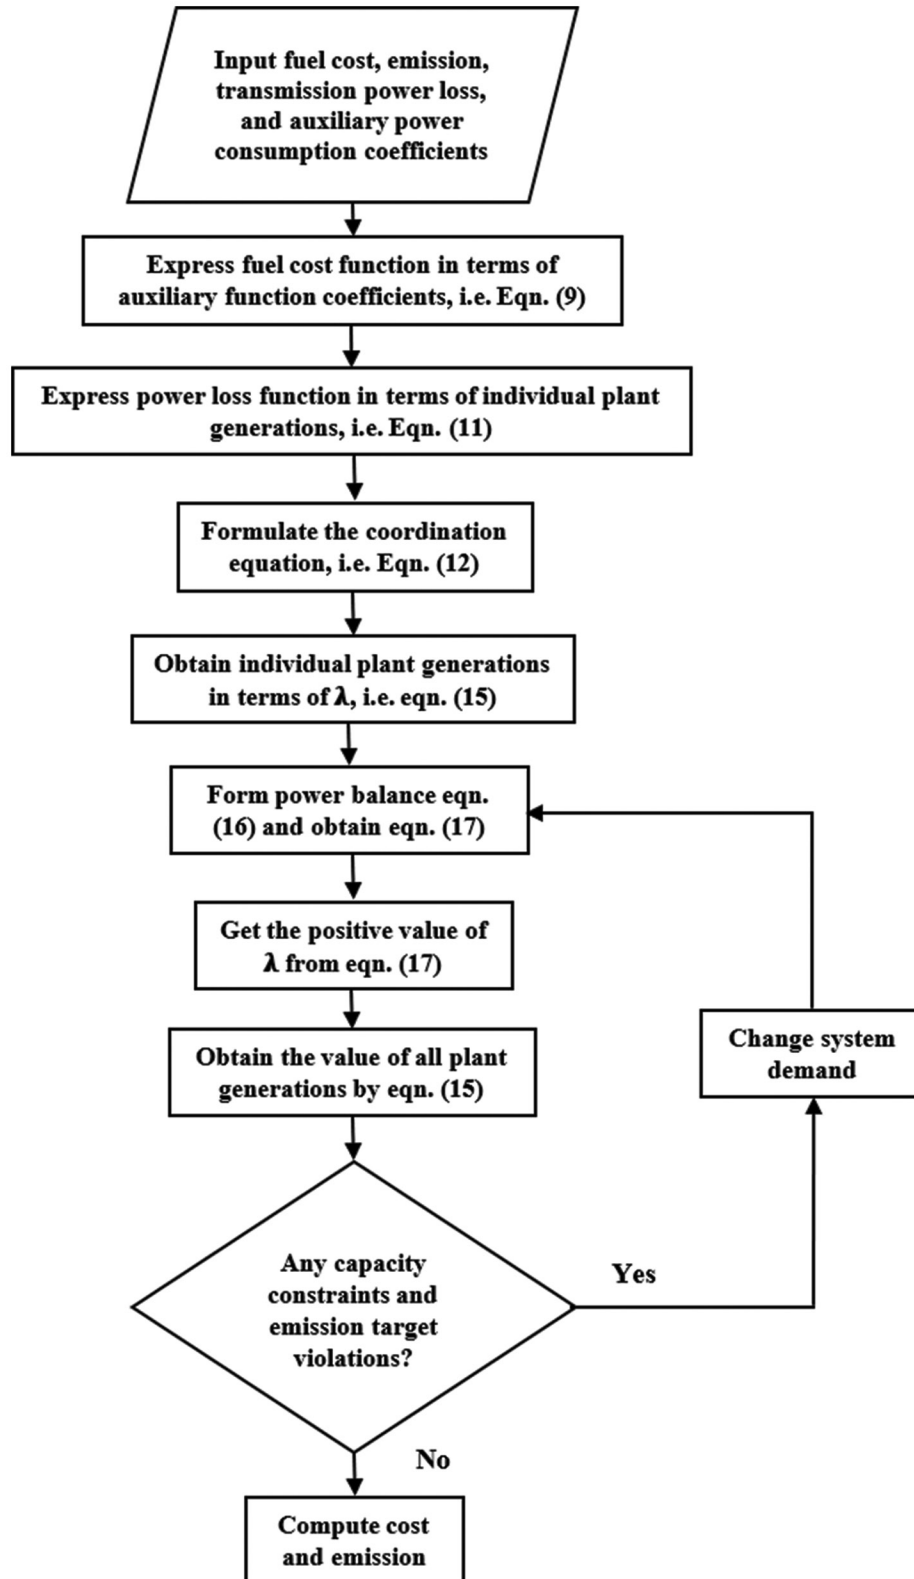 Input fuel cost, emission,
transmission power loss,
and auxiliary power
consumption coefficients
Express fuel cost function in terms of
auxiliary function coefficients, i.e. Eqn. (9)
Express power loss function in terms of individual plant
generations, i.e. Eqn. (11)
Formulate the coordination
equation, i.e. Eqn. (12)
Obtain individual plant generations
in terms of λ, i.e. eqn. (15)
Form power balance eqn.
(16) and obtain eqn. (17)
Get the positive value of
λ from eqn. (17)
Obtain the value of all plant
generations by eqn. (15)
Change system
demand
Any capacity
constraints and
emission target
violations?
Yes
No
Compute cost
and emission